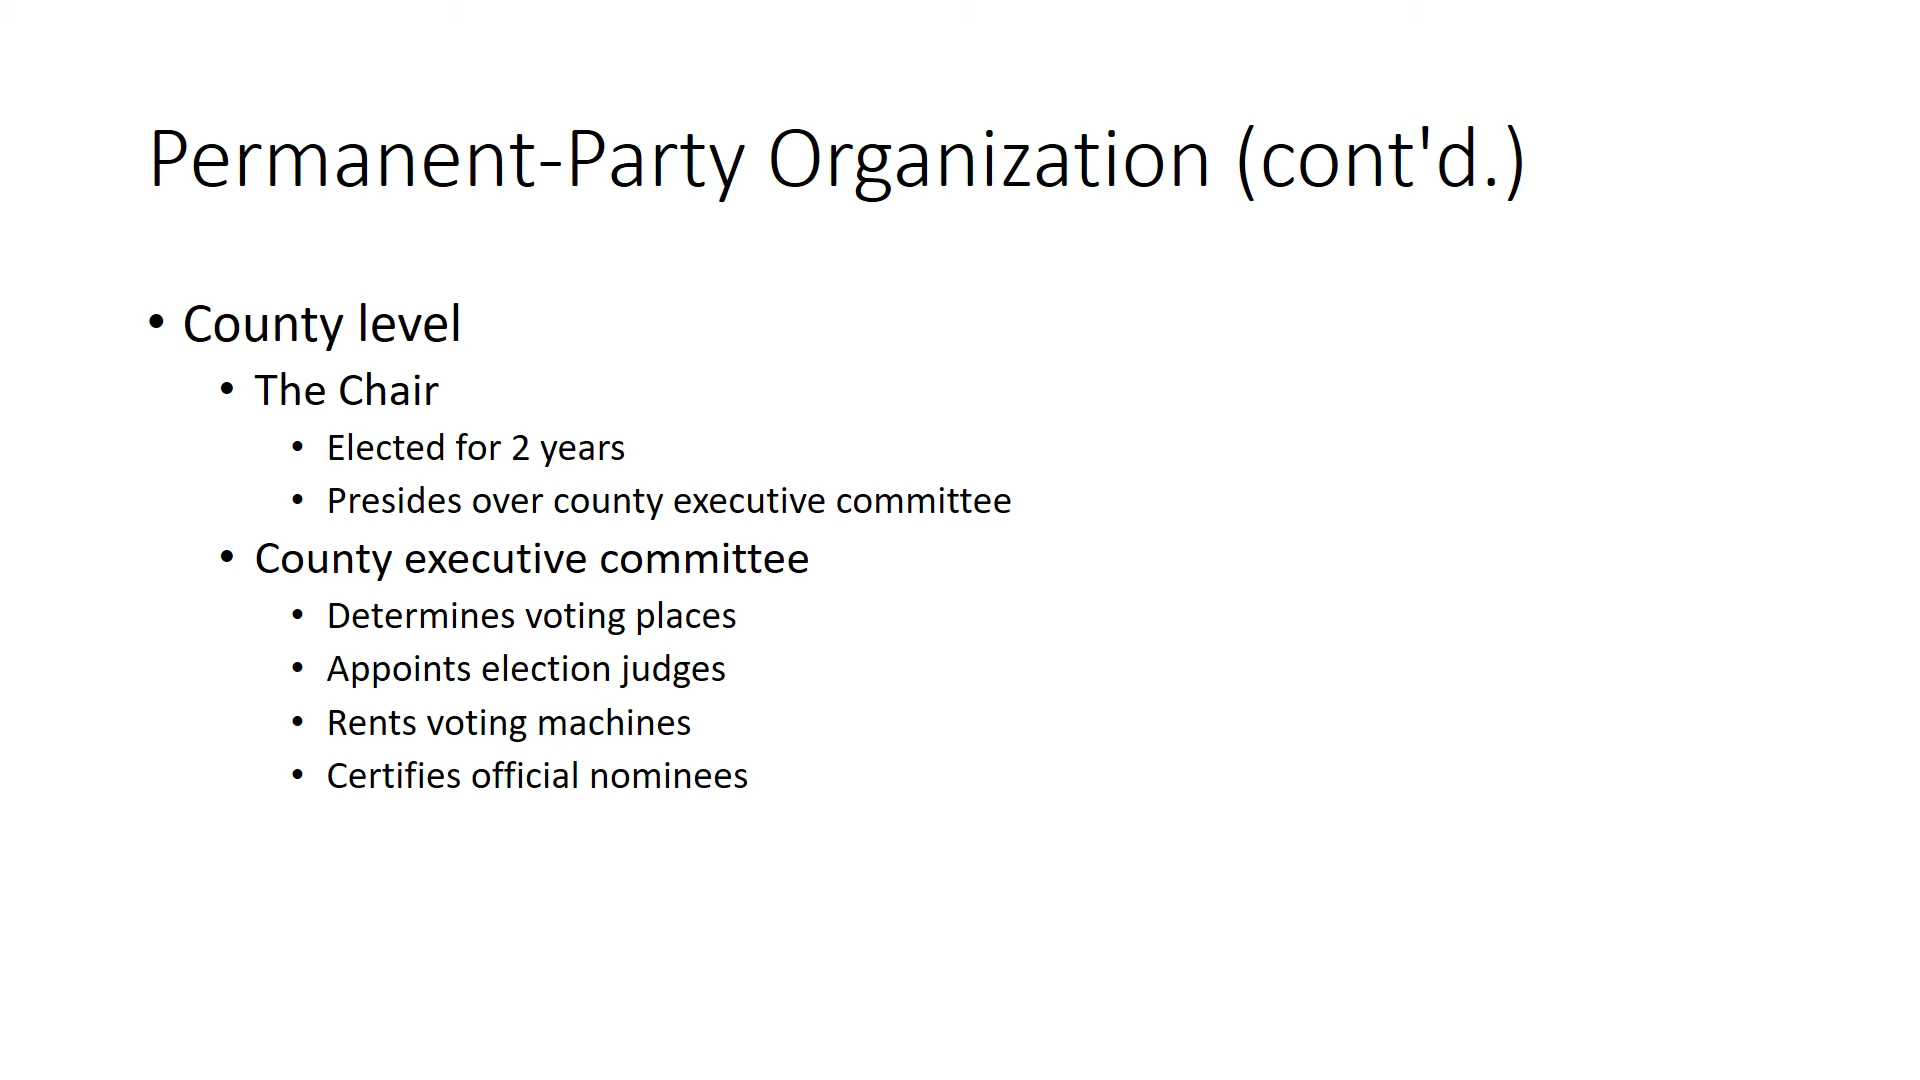 Permanent-Party Organization (cont'd.)
• County level
• The Chair
• Elected for 2 years
• Presides over county executive committee
• County executive committee
• Determines voting places
• Appoints election judges
• Rents voting machines
• Certifies official nominees